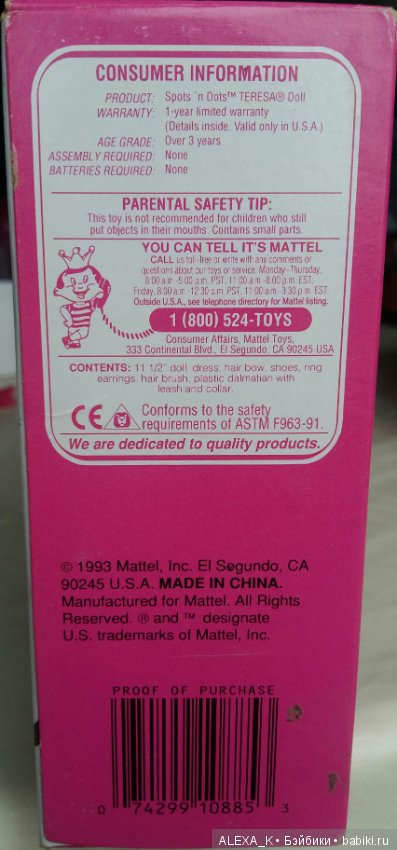 CONSUMER INFORMATION
PRODUCT: Spots 'n Dots™ TERESA® Doll
WARRANTY: 1-year limited warranty
(Details inside. Valid only in U.S.A.)
AGE GRADE: Over 3 years
ASSEMBLY REQUIRED: None
BATTERIES REQUIRED: None
PARENTAL SAFETY TIP:
This toy is not recommended for children who still
put objects in their mouths. Contains small parts.
YOU CAN TELL IT'S MATTEL
CALL us toll-free or write with any comments or
questions about our toys or service. Monday-Thursday,
8:00 a.m.-5:00 p.m. PST. 11:00 a.m.-8:00 p.m. EST.
Friday, 8:00 a.m.-12:30 p.m. PST. 11:00 a.m.-3:30 p.m. EST.
Outside U.S.A., see telephone directory for Mattel listing.
1 (800) 524-TOYS
Consumer Affairs, Mattel Toys,
333 Continental Blvd., El Segundo, CA 90245 USA
CONTENTS: 11 1/2" doll, dress, hair bow, shoes, ring
earrings, hair brush, plastic dalmatian with
leash and collar.
CE Conforms to the safety
requirements of ASTM F963-91.
We are dedicated to quality products.
© 1993 Mattel, Inc. El Segundo, CA
90245 U.S.A. MADE IN CHINA.
Manufactured for Mattel. All Rights
Reserved. ® and ™ designate
U.S. trademarks of Mattel, Inc.
PROOF OF PURCHASE
0 74299 10885 3
ALEXA_K • Бэйбики • babiki.ru